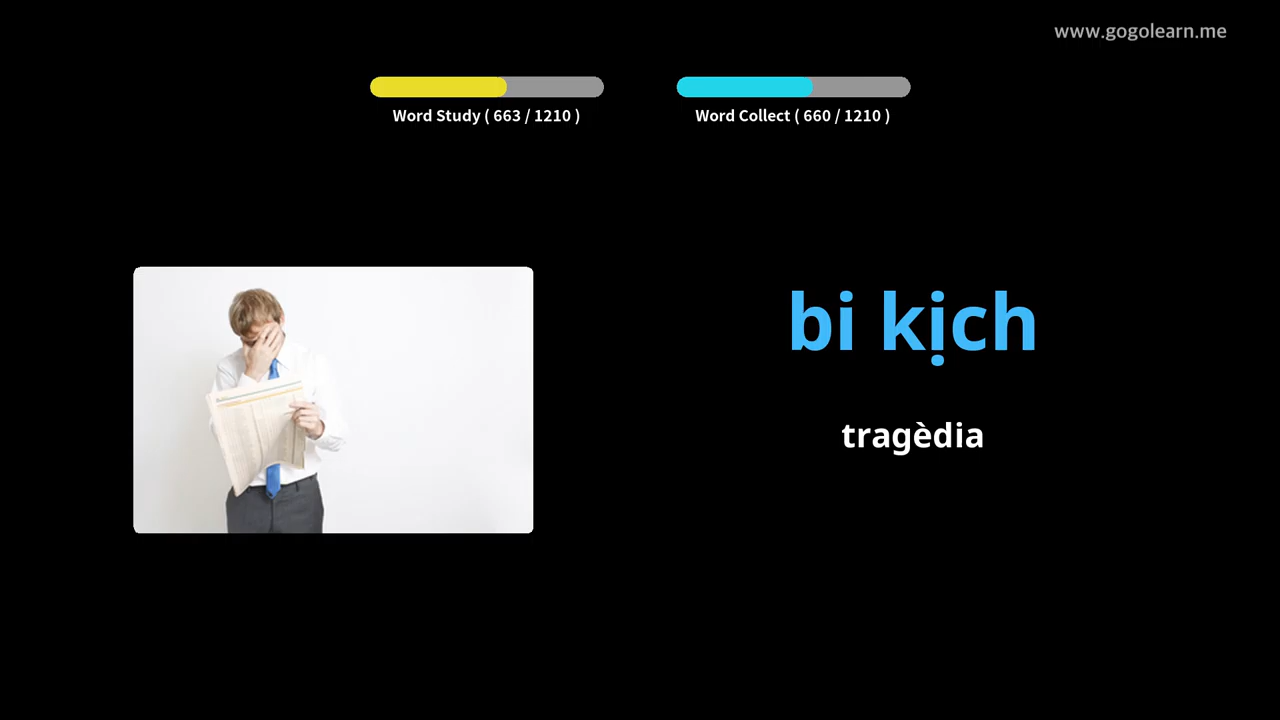 www.gogolearn.me
Word Study ( 663 / 1210 )
Word Collect ( 660 / 1210 )
bi kịch
tragèdia